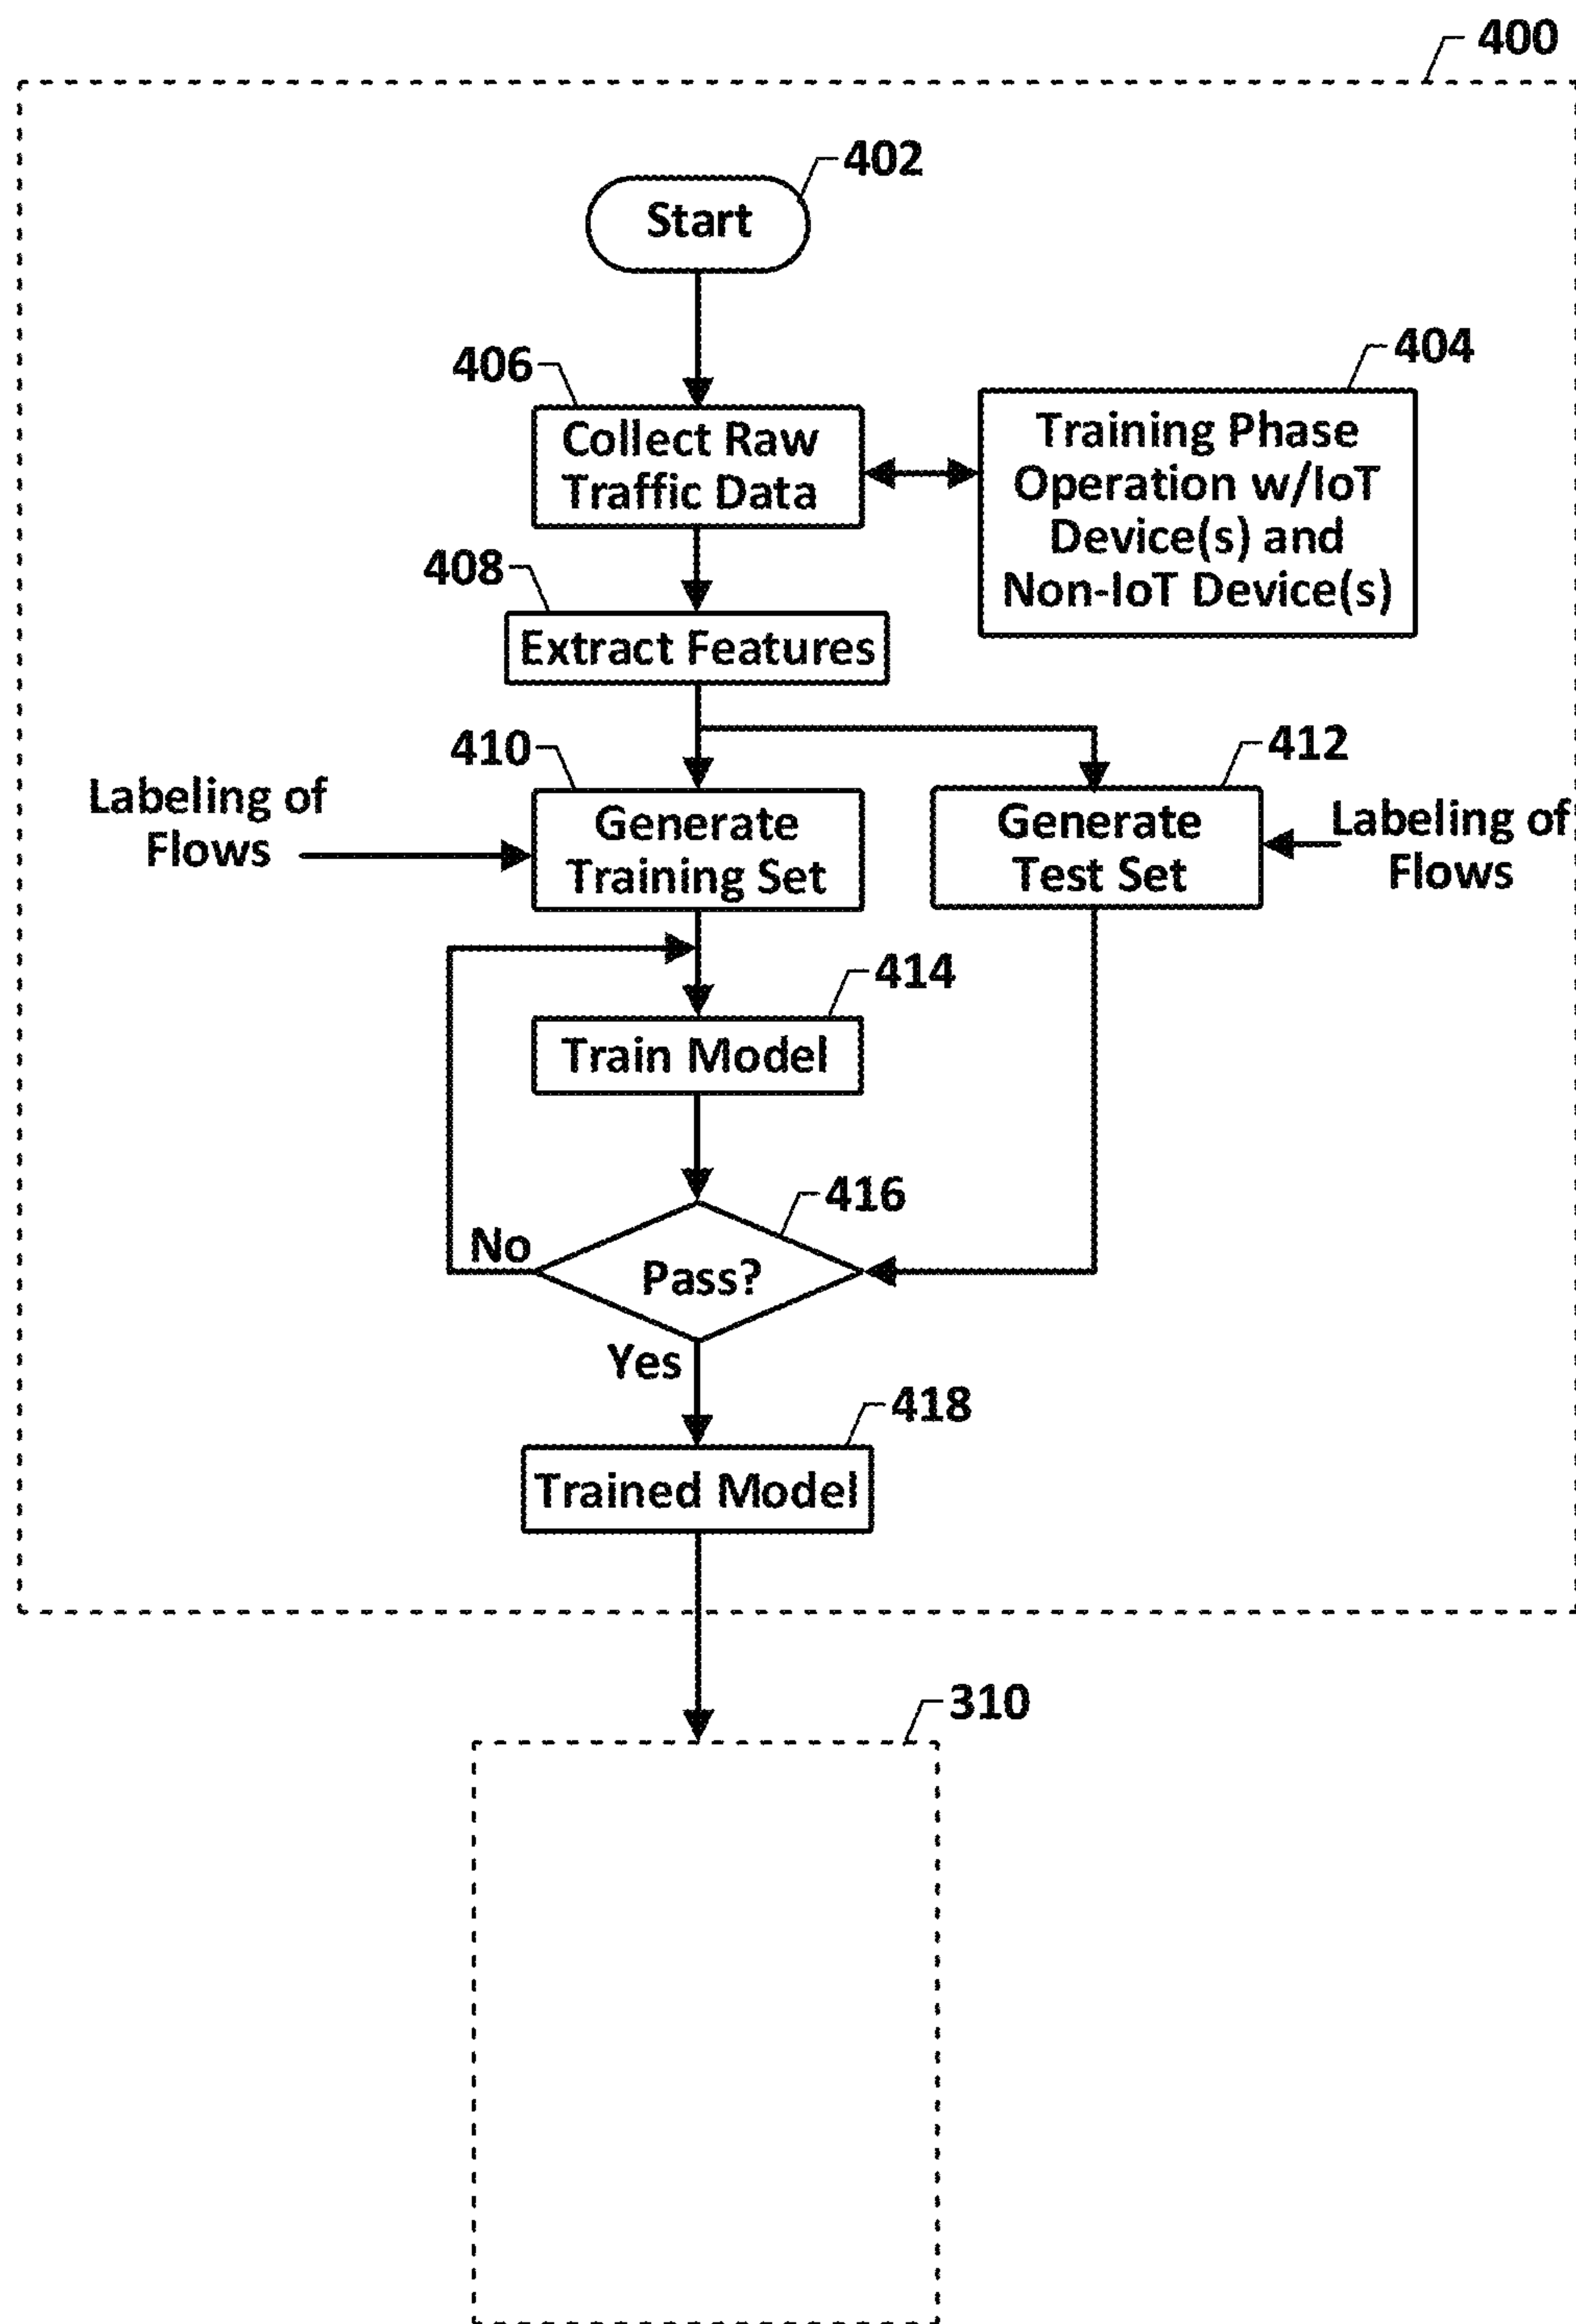 400
402
Start
406
404
Collect Raw
Traffic Data
Training Phase
Operation w/IoT
Device(s) and
Non-IoT Device(s)
408
Extract Features
410
412
Labeling of
Flows
Generate
Training Set
Generate
Test Set
Labeling of
Flows
414
Train Model
416
No
Pass?
Yes
418
Trained Model
310